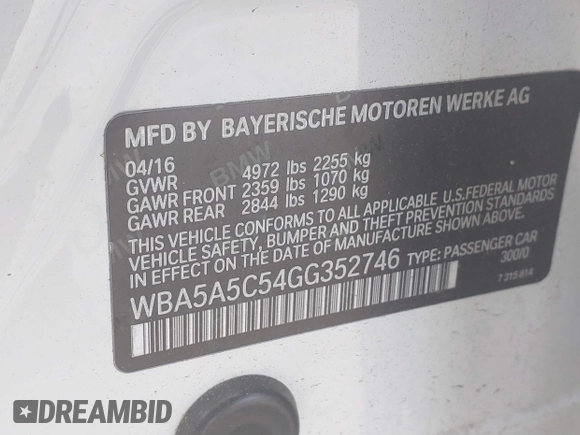 MFD BY BAYERISCHE MOTOREN WERKE AG
04/16
GVWR 4972 lbs 2255 kg
GAWR FRONT 2359 lbs 1070 kg
GAWR REAR 2844 lbs 1290 kg
THIS VEHICLE CONFORMS TO ALL APPLICABLE U.S.FEDERAL MOTOR
VEHICLE SAFETY, BUMPER AND THEFT PREVENTION STANDARDS
IN EFFECT ON THE DATE OF MANUFACTURE SHOWN ABOVE.
WBA5A5C54GG352746 TYPE: PASSENGER CAR
300/0
7 315 814
DREAMBID